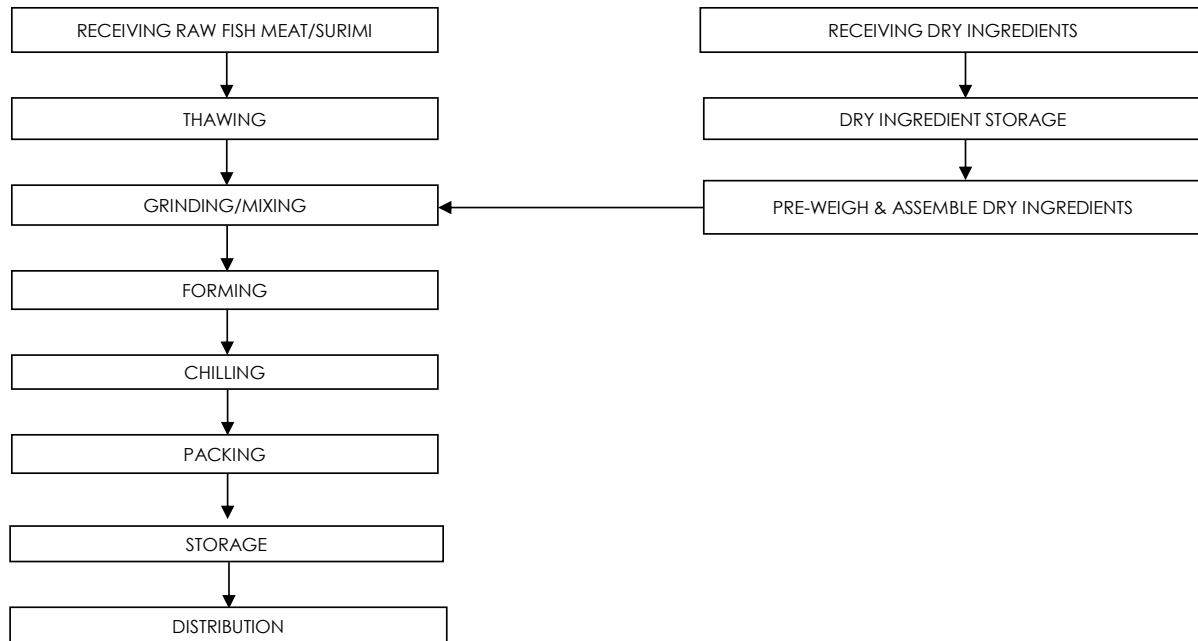 RECEIVING RAW FISH MEAT/SURIMI
THAWING
GRINDING/MIXING
FORMING
CHILLING
PACKING
STORAGE
DISTRIBUTION
RECEIVING DRY INGREDIENTS
DRY INGREDIENT STORAGE
PRE-WEIGH & ASSEMBLE DRY INGREDIENTS